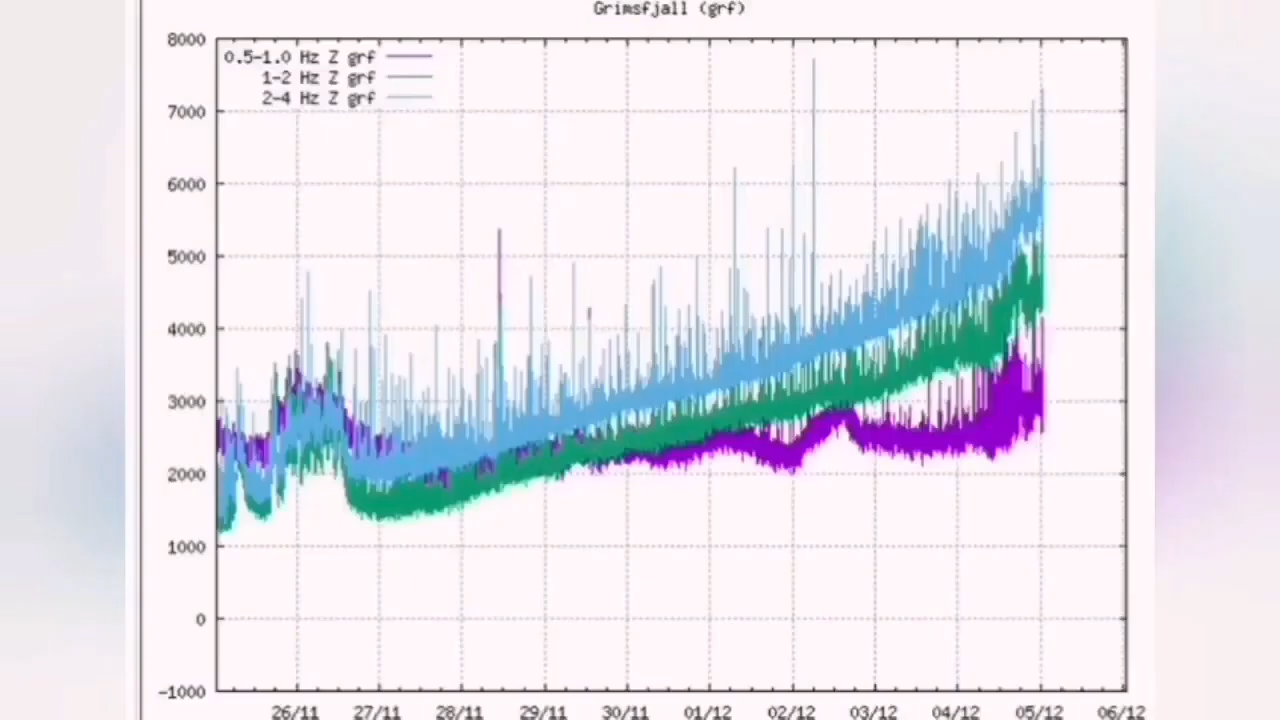 Grimsfjall (grf)
8000
0.5-1.0 Hz Z grf
1-2 Hz Z grf
2-4 Hz Z grf
7000
6000
5000
4000
3000
2000
1000
0
-1000
26/11 27/11 28/11 29/11 30/11 01/12 02/12 03/12 04/12 05/12 06/12